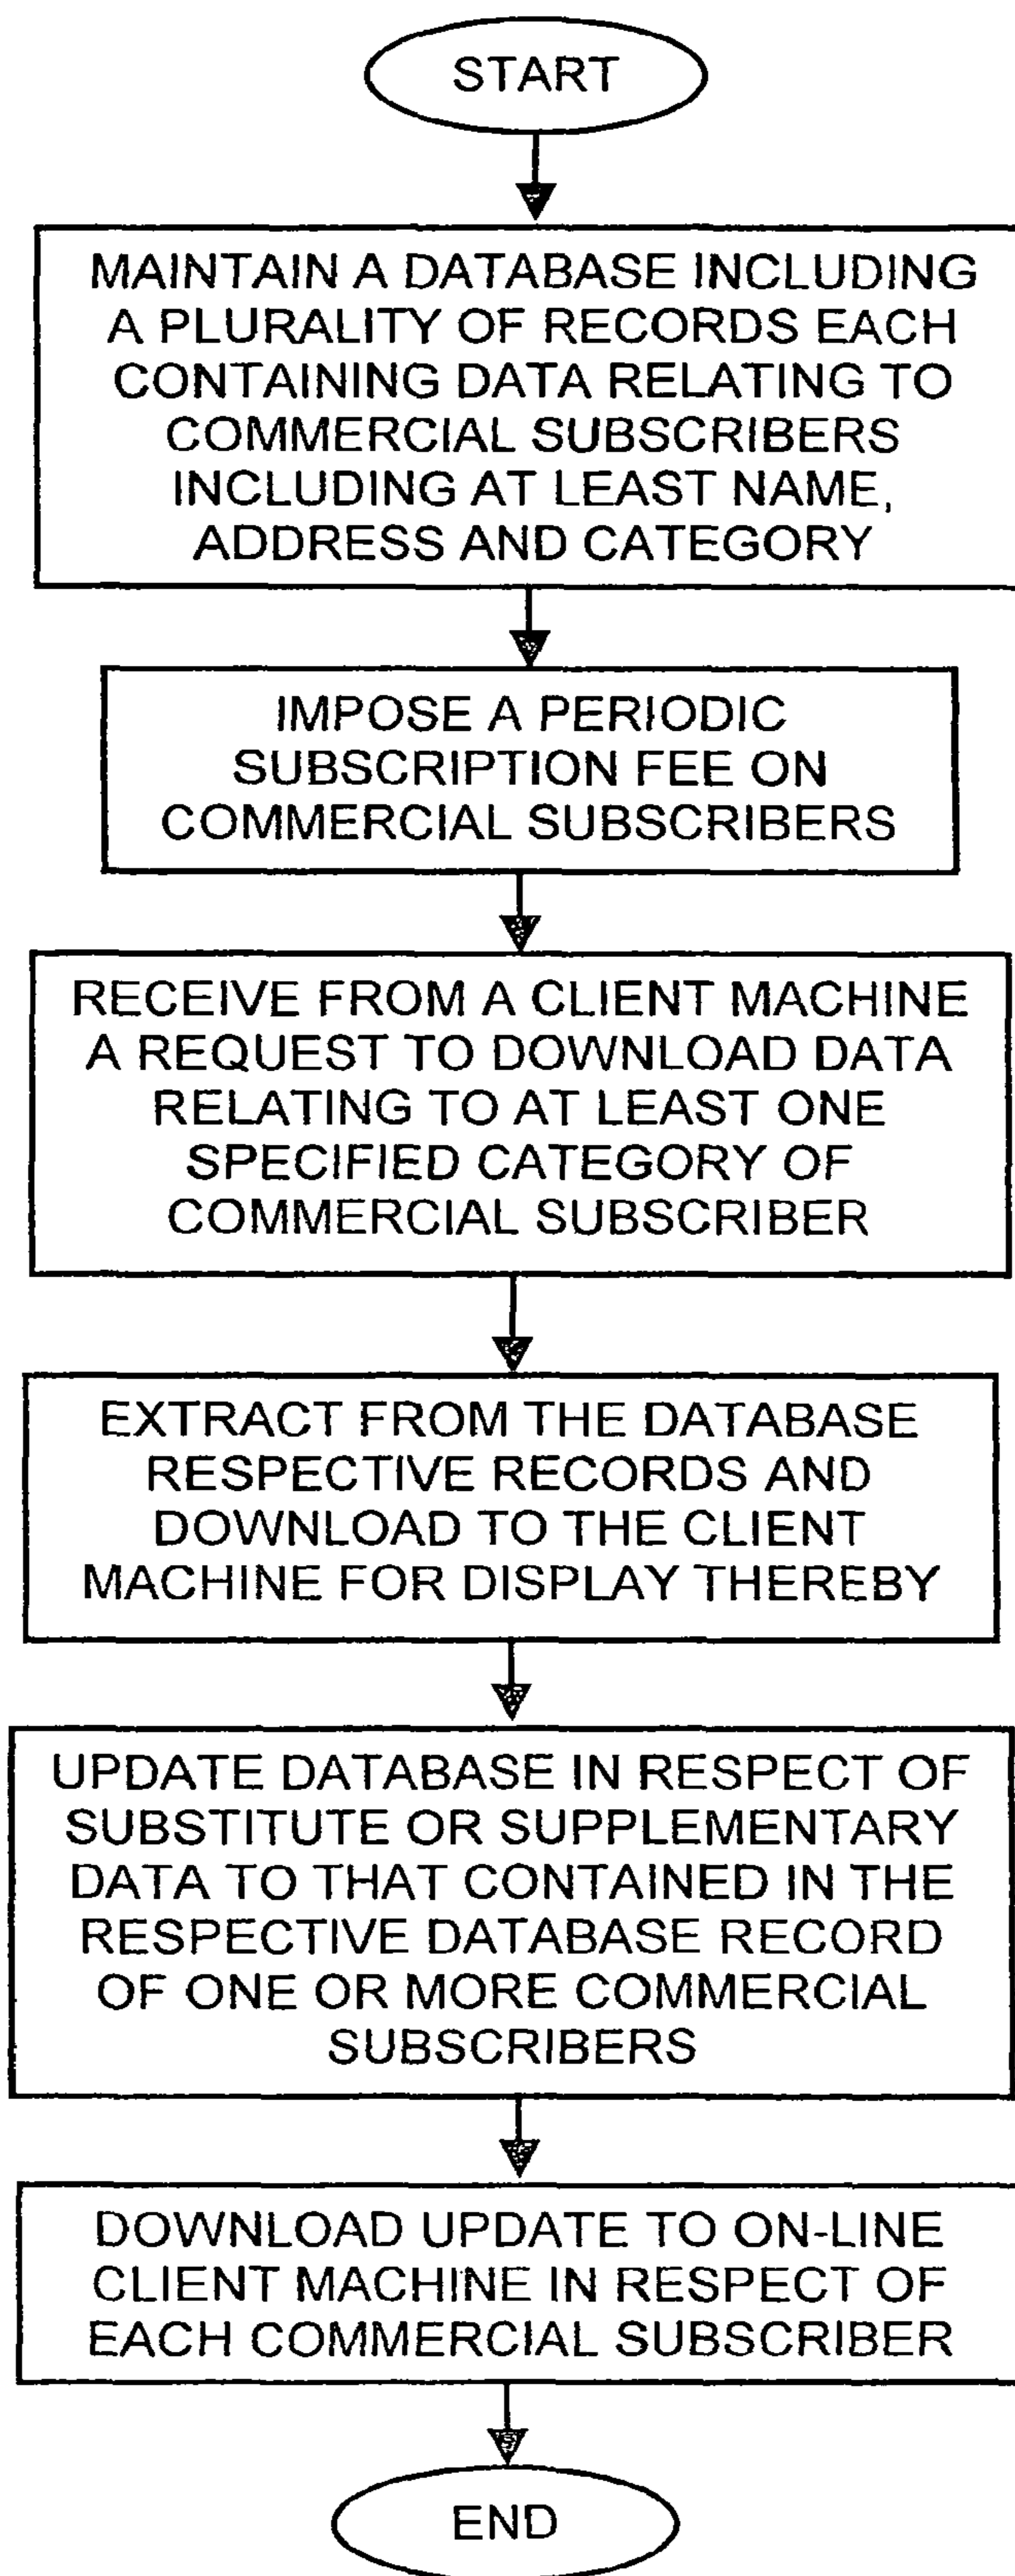 START
MAINTAIN A DATABASE INCLUDING
A PLURALITY OF RECORDS EACH
CONTAINING DATA RELATING TO
COMMERCIAL SUBSCRIBERS
INCLUDING AT LEAST NAME,
ADDRESS AND CATEGORY
IMPOSE A PERIODIC
SUBSCRIPTION FEE ON
COMMERCIAL SUBSCRIBERS
RECEIVE FROM A CLIENT MACHINE
A REQUEST TO DOWNLOAD DATA
RELATING TO AT LEAST ONE
SPECIFIED CATEGORY OF
COMMERCIAL SUBSCRIBER
EXTRACT FROM THE DATABASE
RESPECTIVE RECORDS AND
DOWNLOAD TO THE CLIENT
MACHINE FOR DISPLAY THEREBY
UPDATE DATABASE IN RESPECT OF
SUBSTITUTE OR SUPPLEMENTARY
DATA TO THAT CONTAINED IN THE
RESPECTIVE DATABASE RECORD
OF ONE OR MORE COMMERCIAL
SUBSCRIBERS
DOWNLOAD UPDATE TO ON-LINE
CLIENT MACHINE IN RESPECT OF
EACH COMMERCIAL SUBSCRIBER
END